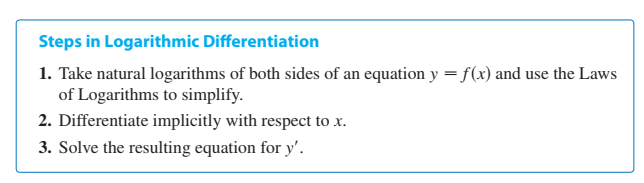 Steps in Logarithmic Differentiation
1. Take natural logarithms of both sides of an equation y = f(x) and use the Laws
of Logarithms to simplify.
2. Differentiate implicitly with respect to x.
3. Solve the resulting equation for y′.